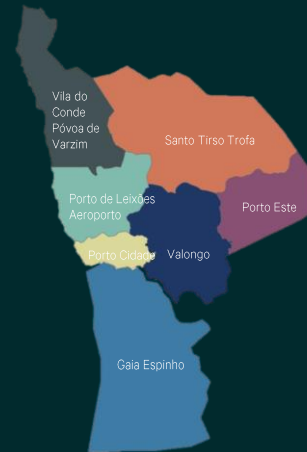 Vila do
Conde
Póvoa de
Varzim
Santo Tirso Trofa
Porto de Leixões
Aeroporto
Porto Este
Porto Cidade
Valongo
Gaia Espinho